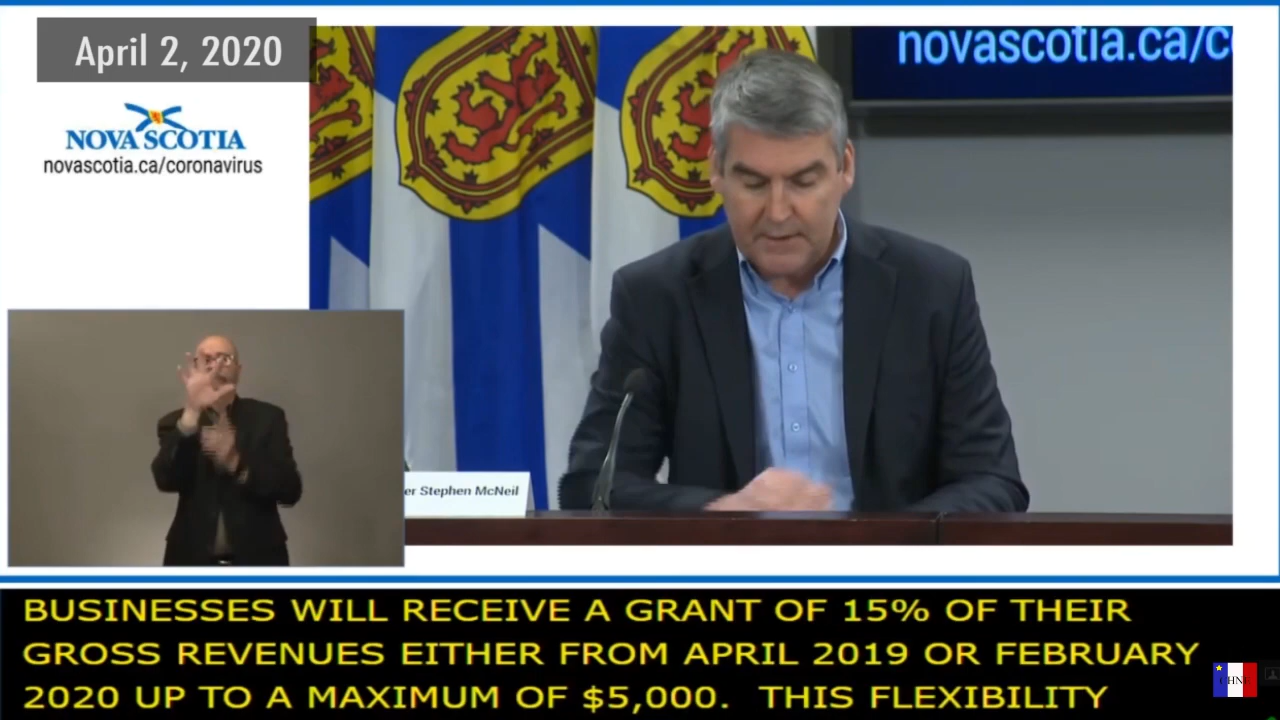 April 2, 2020
novascotia.ca/c
NOVA SCOTIA
novascotia.ca/coronavirus
er Stephen McNeil
BUSINESSES WILL RECEIVE A GRANT OF 15% OF THEIR
GROSS REVENUES EITHER FROM APRIL 2019 OR FEBRUARY
2020 UP TO A MAXIMUM OF $5,000. THIS FLEXIBILITY